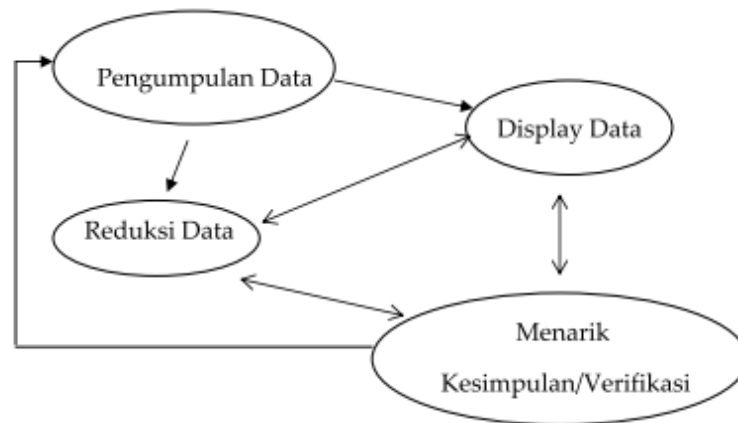 Pengumpulan Data
Display Data
Reduksi Data
Menarik
Kesimpulan/Verifikasi